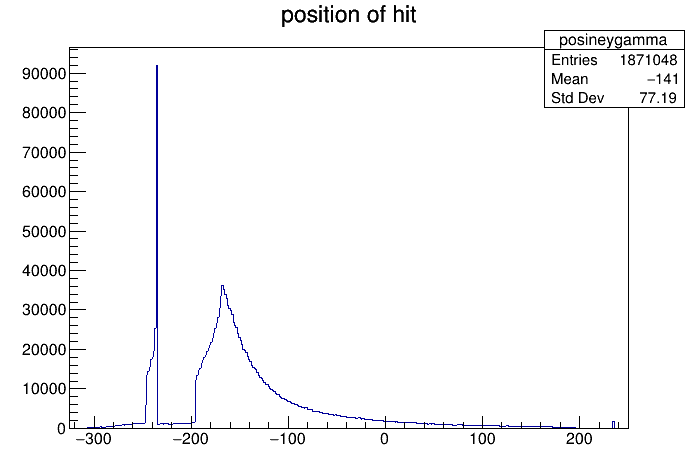 position of hit
posineygamma
Entries 1871048
Mean −141
Std Dev 77.19
90000
80000
70000
60000
50000
40000
30000
20000
10000
0
−300 −200 −100 0 100 200